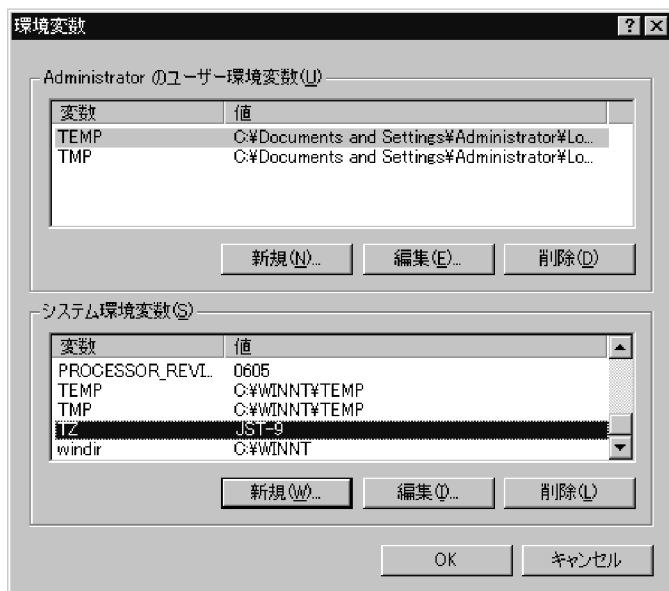 環境変数
Administrator のユーザー環境変数(U)
変数 値
TEMP C:¥Documents and Settings¥Administrator¥Lo...
TMP C:¥Documents and Settings¥Administrator¥Lo...
新規(N)... 編集(E)... 削除(D)
システム環境変数(S)
変数 値
PROCESSOR_REVI... 0605
TEMP C:¥WINNT¥TEMP
TMP C:¥WINNT¥TEMP
TZ JST-9
windir C:¥WINNT
新規(W)... 編集(I)... 削除(L)
OK キャンセル